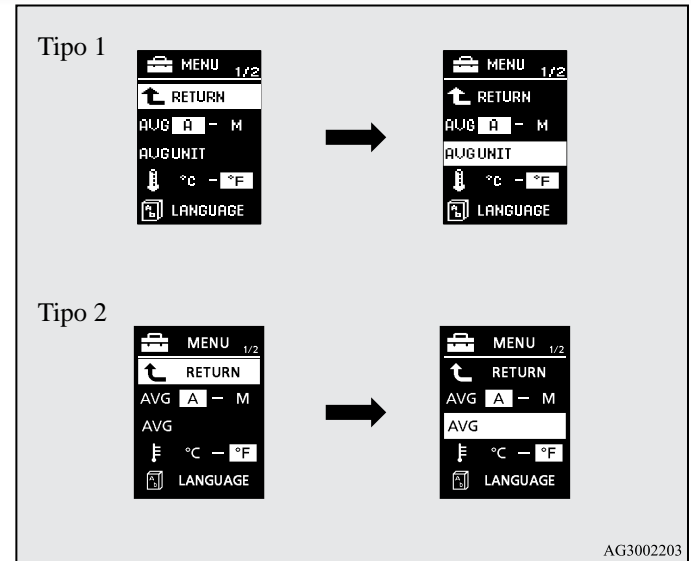 Tipo 1
MENU 1/2
RETURN
AVG A - M
AVG UNIT
°C - °F
LANGUAGE
MENU 1/2
RETURN
AVG A - M
AVG UNIT
°C - °F
LANGUAGE
Tipo 2
MENU 1/2
RETURN
AVG A - M
AVG
°C - °F
LANGUAGE
MENU 1/2
RETURN
AVG A - M
AVG
°C - °F
LANGUAGE
AG3002203